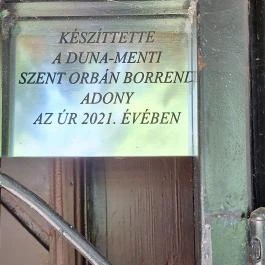 KÉSZÍTTETTE
A DUNA-MENTI
SZENT ORBÁN BORREND
ADONY
AZ ÚR 2021. ÉVÉBEN